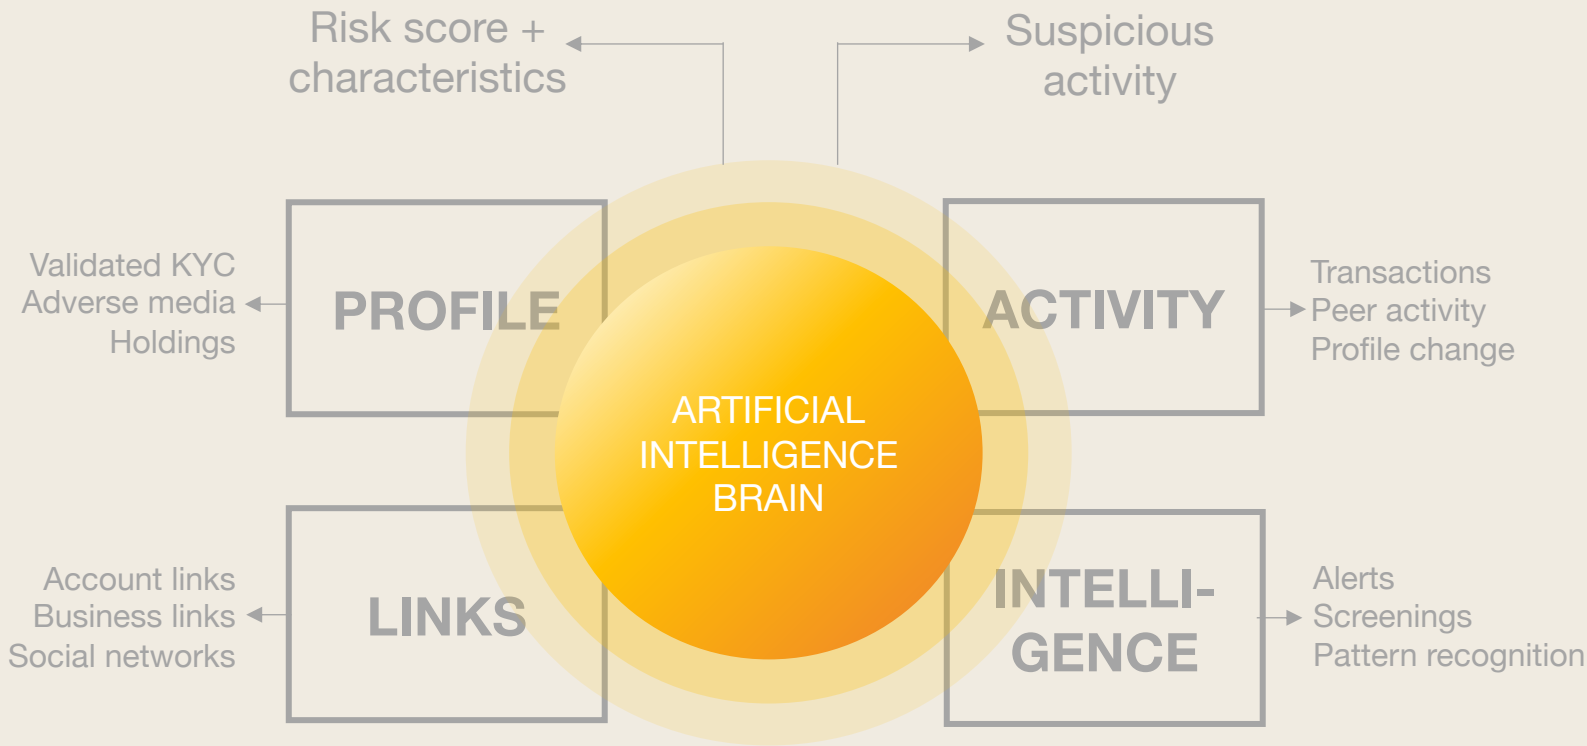 Risk score +
characteristics
Suspicious
activity
Validated KYC
Adverse media
Holdings
PROFILE
ACTIVITY
Transactions
Peer activity
Profile change
ARTIFICIAL
INTELLIGENCE
BRAIN
Account links
Business links
Social networks
LINKS
INTELLI-
GENCE
Alerts
Screenings
Pattern recognition